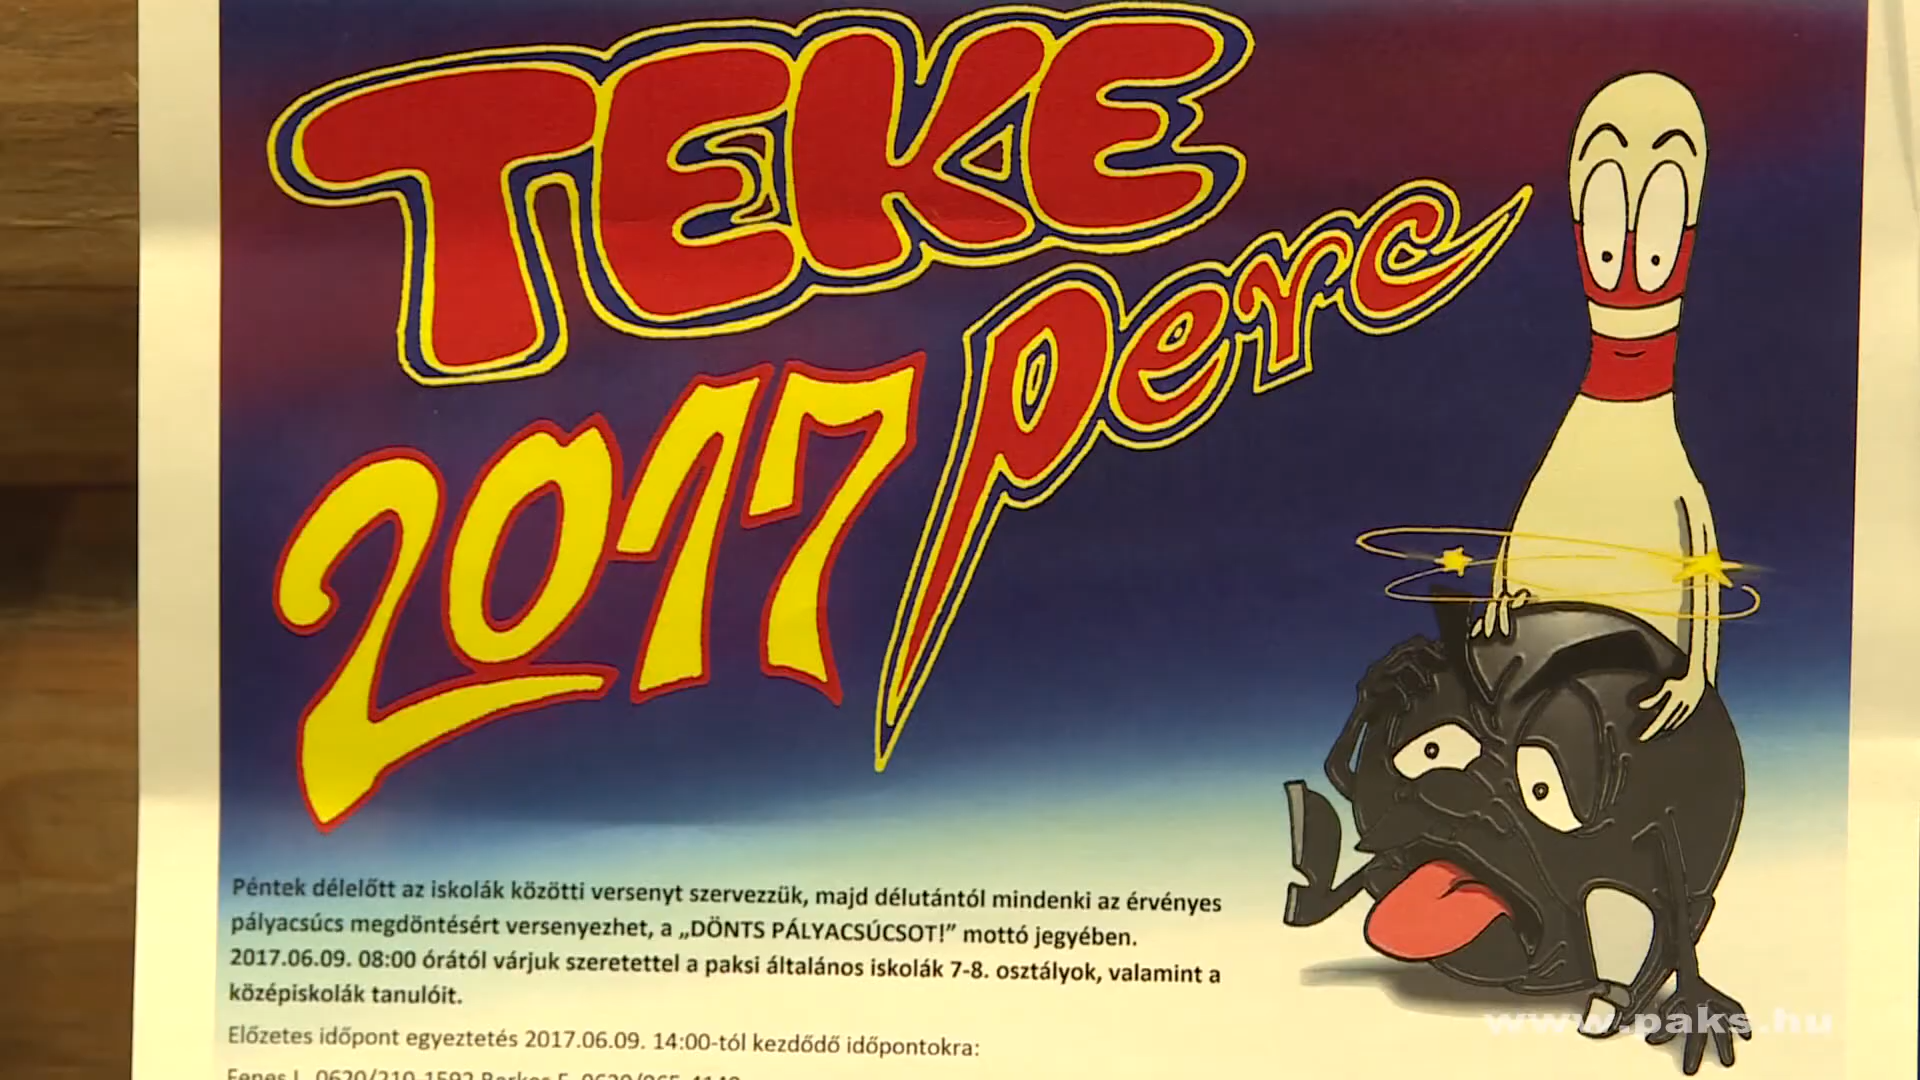 TEKE
perc
2017
Péntek délelőtt az iskolák közötti versenyt szervezzük, majd délutántól mindenki az érvényes
pályacsúcs megdöntésért versenyezhet, a „DÖNTS PÁLYACSÚCSOT!” mottó jegyében.
2017.06.09. 08:00 órától várjuk szeretettel a paksi általános iskolák 7-8. osztályok, valamint a
középiskolák tanulóit.
Előzetes időpont egyeztetés 2017.06.09. 14:00-tól kezdődő időpontokra:
www.paks.hu